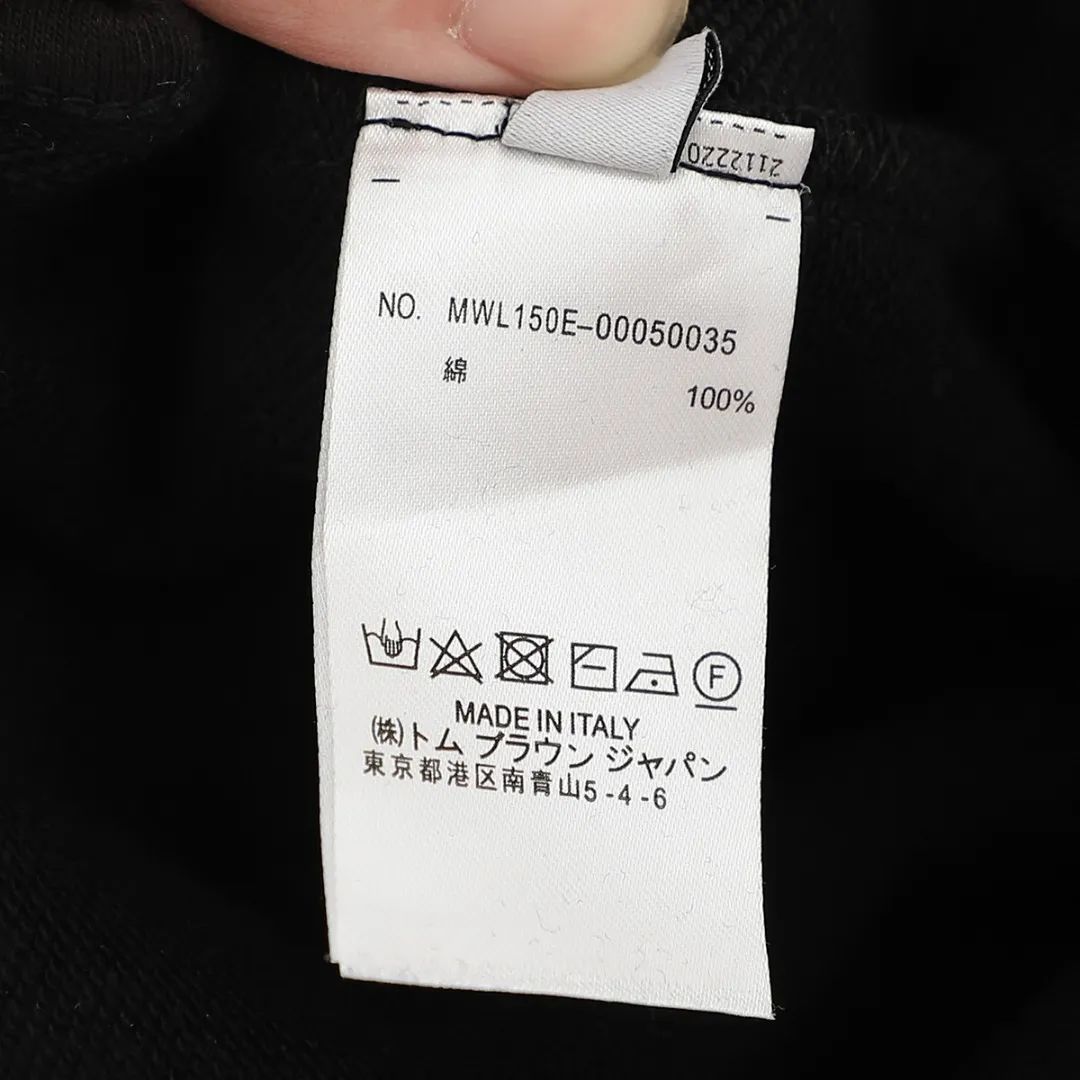 2112220
NO. MWL150E-00050035
綿 100%
F
MADE IN ITALY
(株)トム ブラウン ジャパン
東京都港区南青山5-4-6